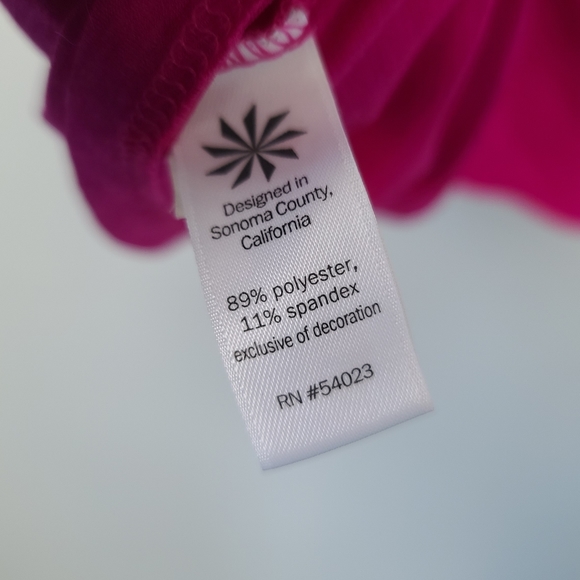 Designed in
Sonoma County,
California
89% polyester,
11% spandex
exclusive of decoration
RN #54023